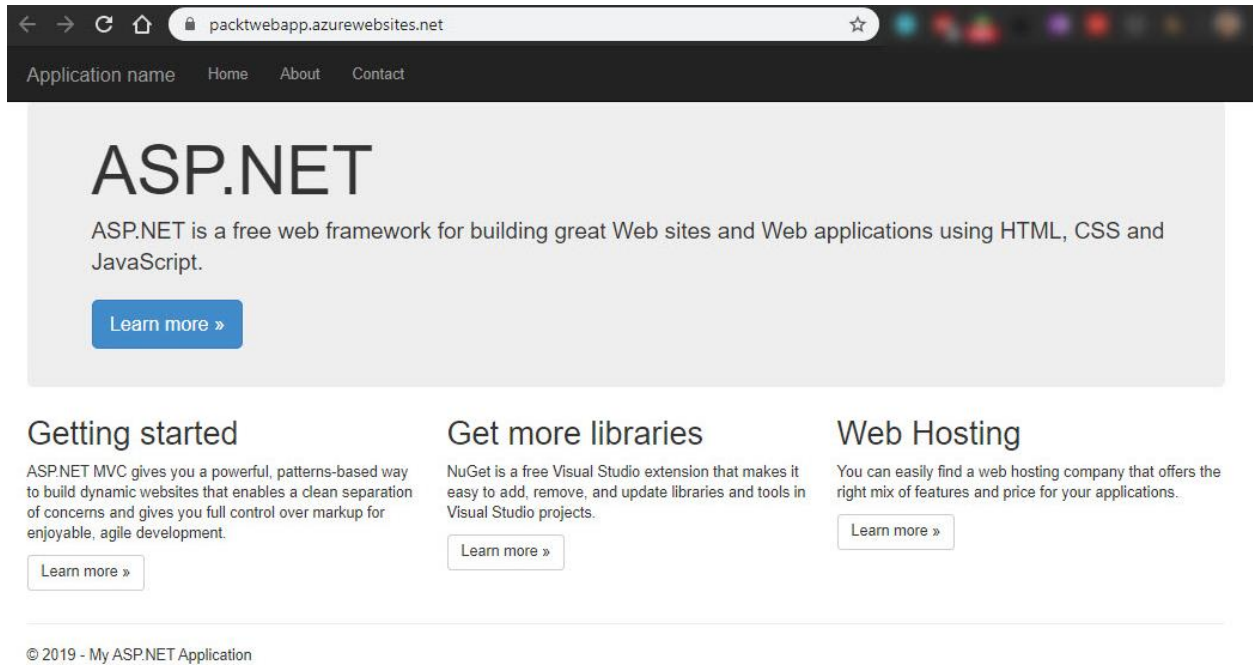 packtwebapp.azurewebsites.net
Application name Home About Contact
ASP.NET
ASP.NET is a free web framework for building great Web sites and Web applications using HTML, CSS and
JavaScript.
Learn more »
Getting started
ASP.NET MVC gives you a powerful, patterns-based way
to build dynamic websites that enables a clean separation
of concerns and gives you full control over markup for
enjoyable, agile development.
Learn more »
Get more libraries
NuGet is a free Visual Studio extension that makes it
easy to add, remove, and update libraries and tools in
Visual Studio projects.
Learn more »
Web Hosting
You can easily find a web hosting company that offers the
right mix of features and price for your applications.
Learn more »
© 2019 - My ASP.NET Application